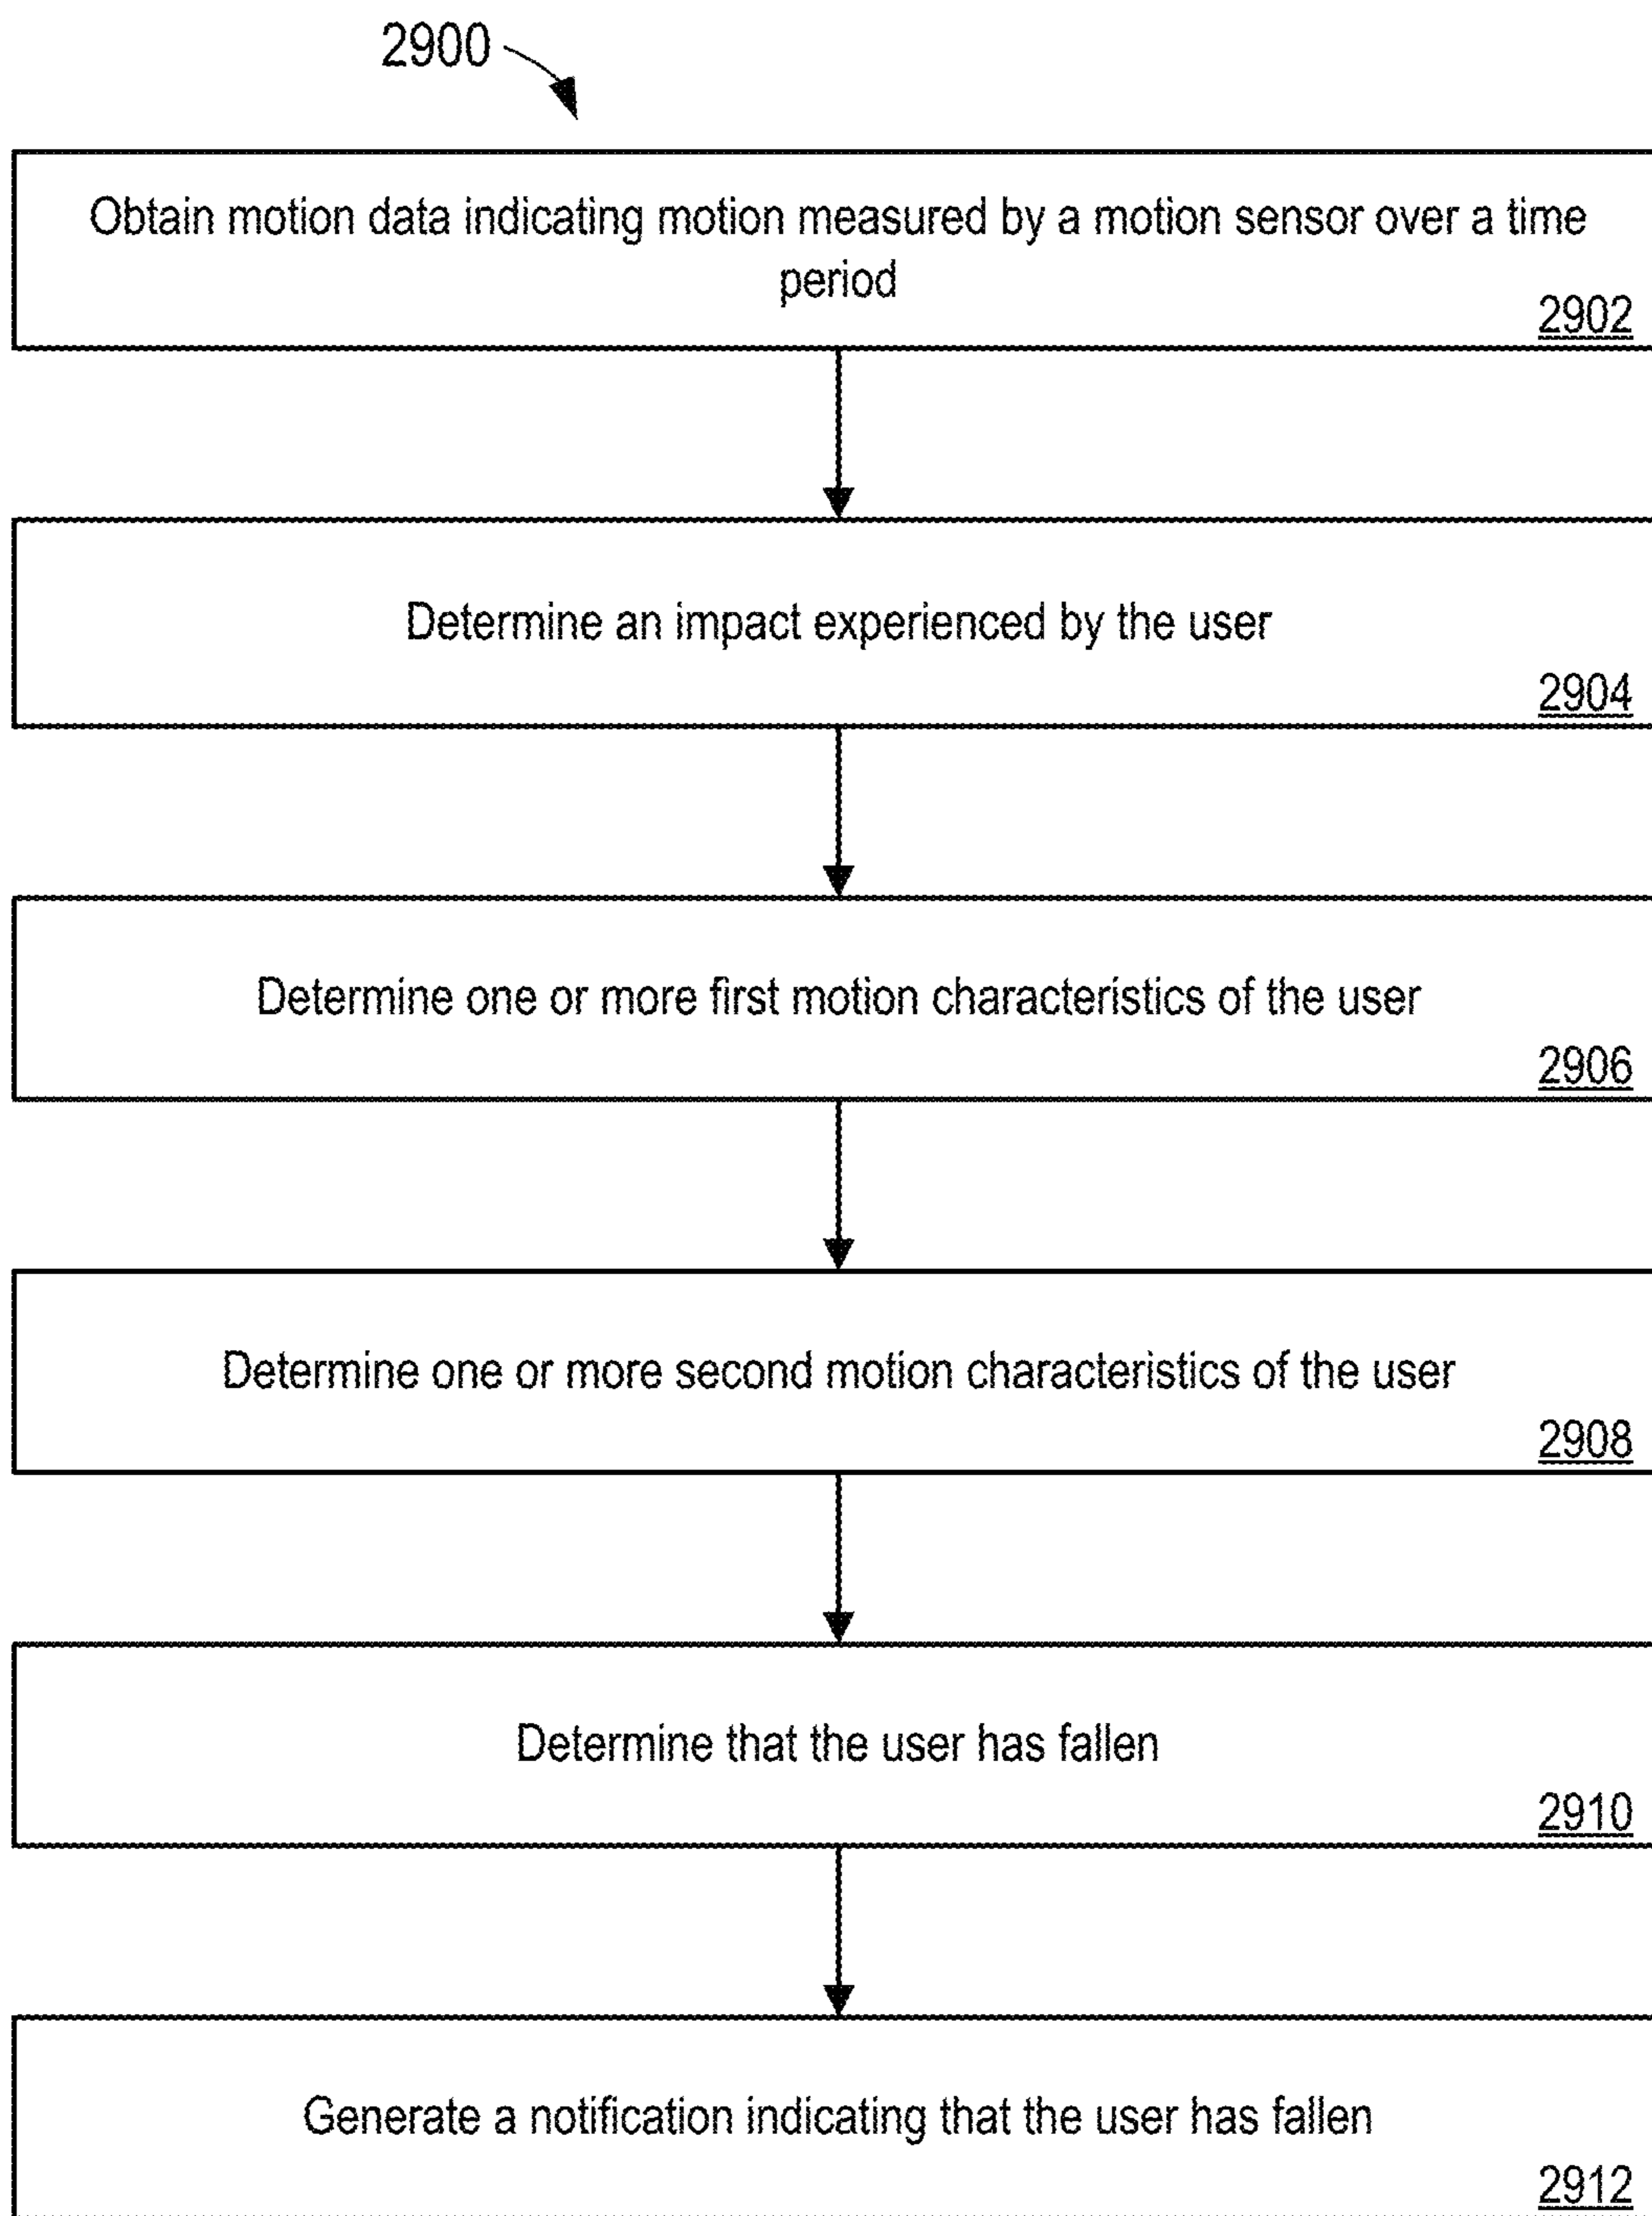 2900
Obtain motion data indicating motion measured by a motion sensor over a time
period
2902
Determine an impact experienced by the user
2904
Determine one or more first motion characteristics of the user
2906
Determine one or more second motion characteristics of the user
2908
Determine that the user has fallen
2910
Generate a notification indicating that the user has fallen
2912